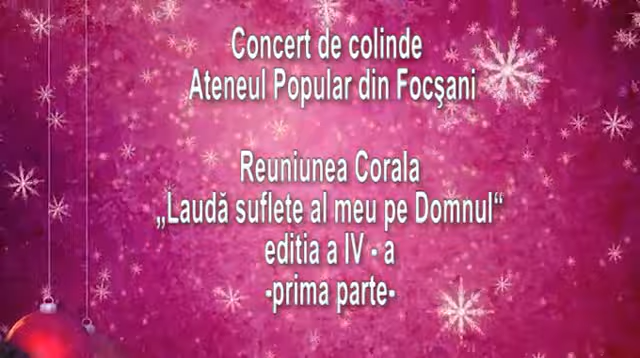 Concert de colinde
Ateneul Popular din Focşani
Reuniunea Corala
„Laudă suflete al meu pe Domnul“
editia a IV - a
-prima parte-